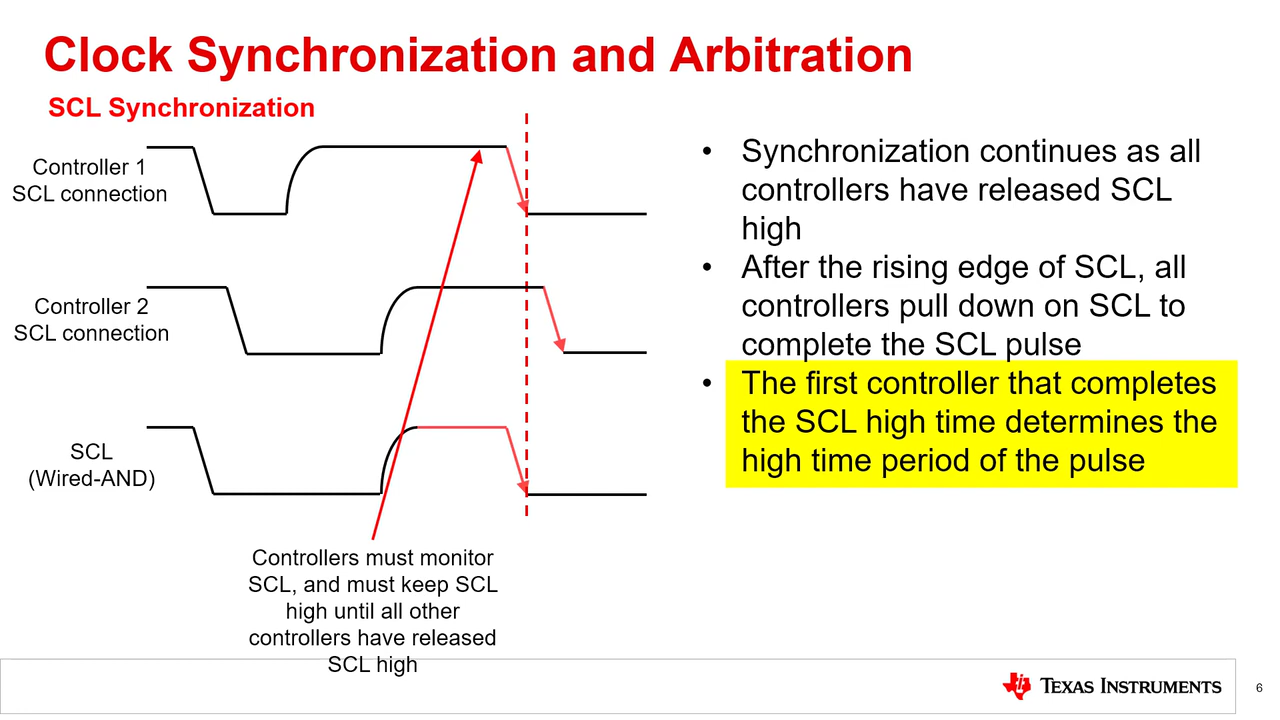 Clock Synchronization and Arbitration
SCL Synchronization
Controller 1
SCL connection
Controller 2
SCL connection
SCL
(Wired-AND)
Controllers must monitor
SCL, and must keep SCL
high until all other
controllers have released
SCL high
• Synchronization continues as all
controllers have released SCL
high
• After the rising edge of SCL, all
controllers pull down on SCL to
complete the SCL pulse
• The first controller that completes
the SCL high time determines the
high time period of the pulse
TEXAS INSTRUMENTS
6